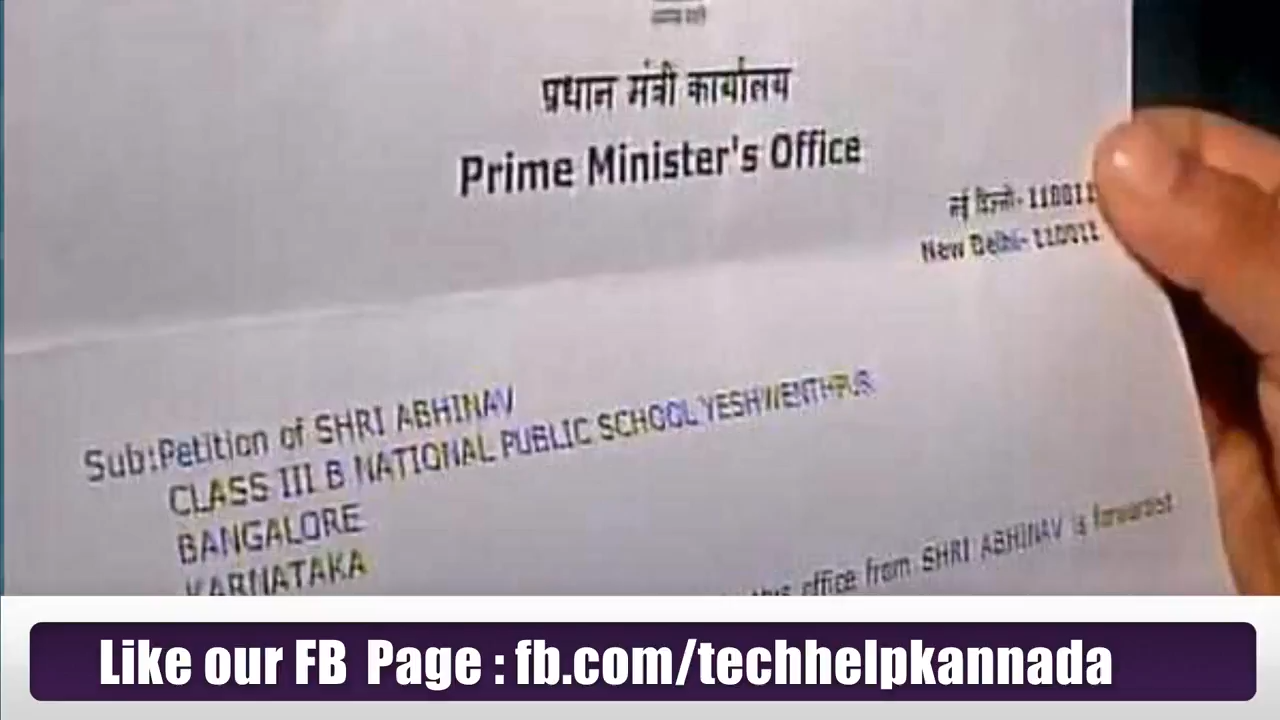 प्रधान मंत्री कार्यालय
Prime Minister's Office
नई दिल्ली- 110011
New Delhi- 110011
Sub:Petition of SHRI ABHINAV
CLASS III B NATIONAL PUBLIC SCHOOL YESHWENTHPUR
BANGALORE
KARNATAKA
this office from SHRI ABHINAV is forwarded
Like our FB Page : fb.com/techhelpkannada